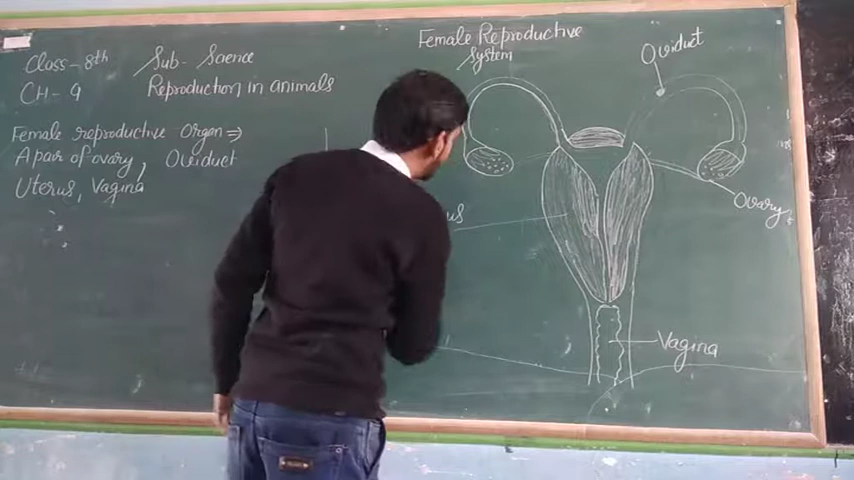 Class-8th
Sub- Science
CH- 9
Reproduction in Animals
Female reproductive Organ ⇒
A pair of ovary, Oviduct
Uterus, Vagina
Female Reproductive
System
Oviduct
Ovary
us
Vagina